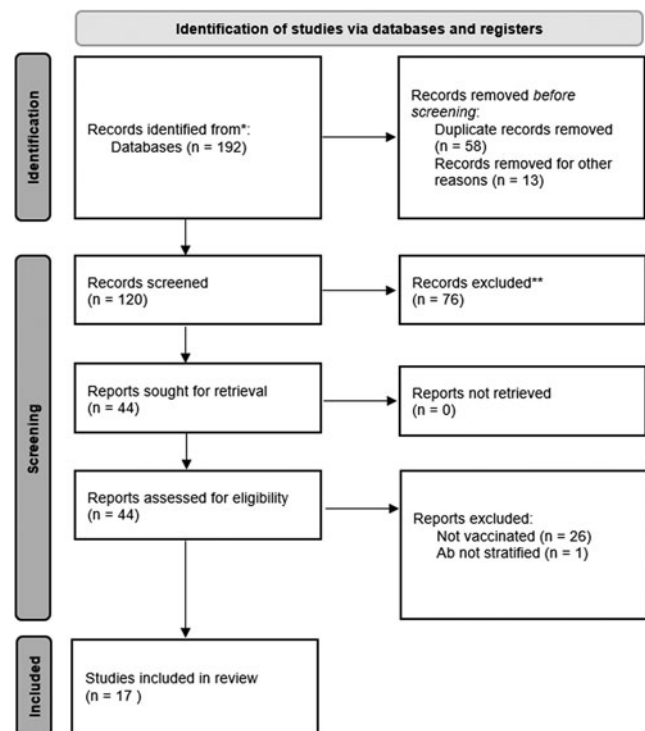 Identification of studies via databases and registers
Identification
Records identified from*:
Databases (n = 192)
Records removed before
screening:
Duplicate records removed
(n = 58)
Records removed for other
reasons (n = 13)
Screening
Records screened
(n = 120)
Records excluded**
(n = 76)
Reports sought for retrieval
(n = 44)
Reports not retrieved
(n = 0)
Reports assessed for eligibility
(n = 44)
Reports excluded:
Not vaccinated (n = 26)
Ab not stratified (n = 1)
Included
Studies included in review
(n = 17 )